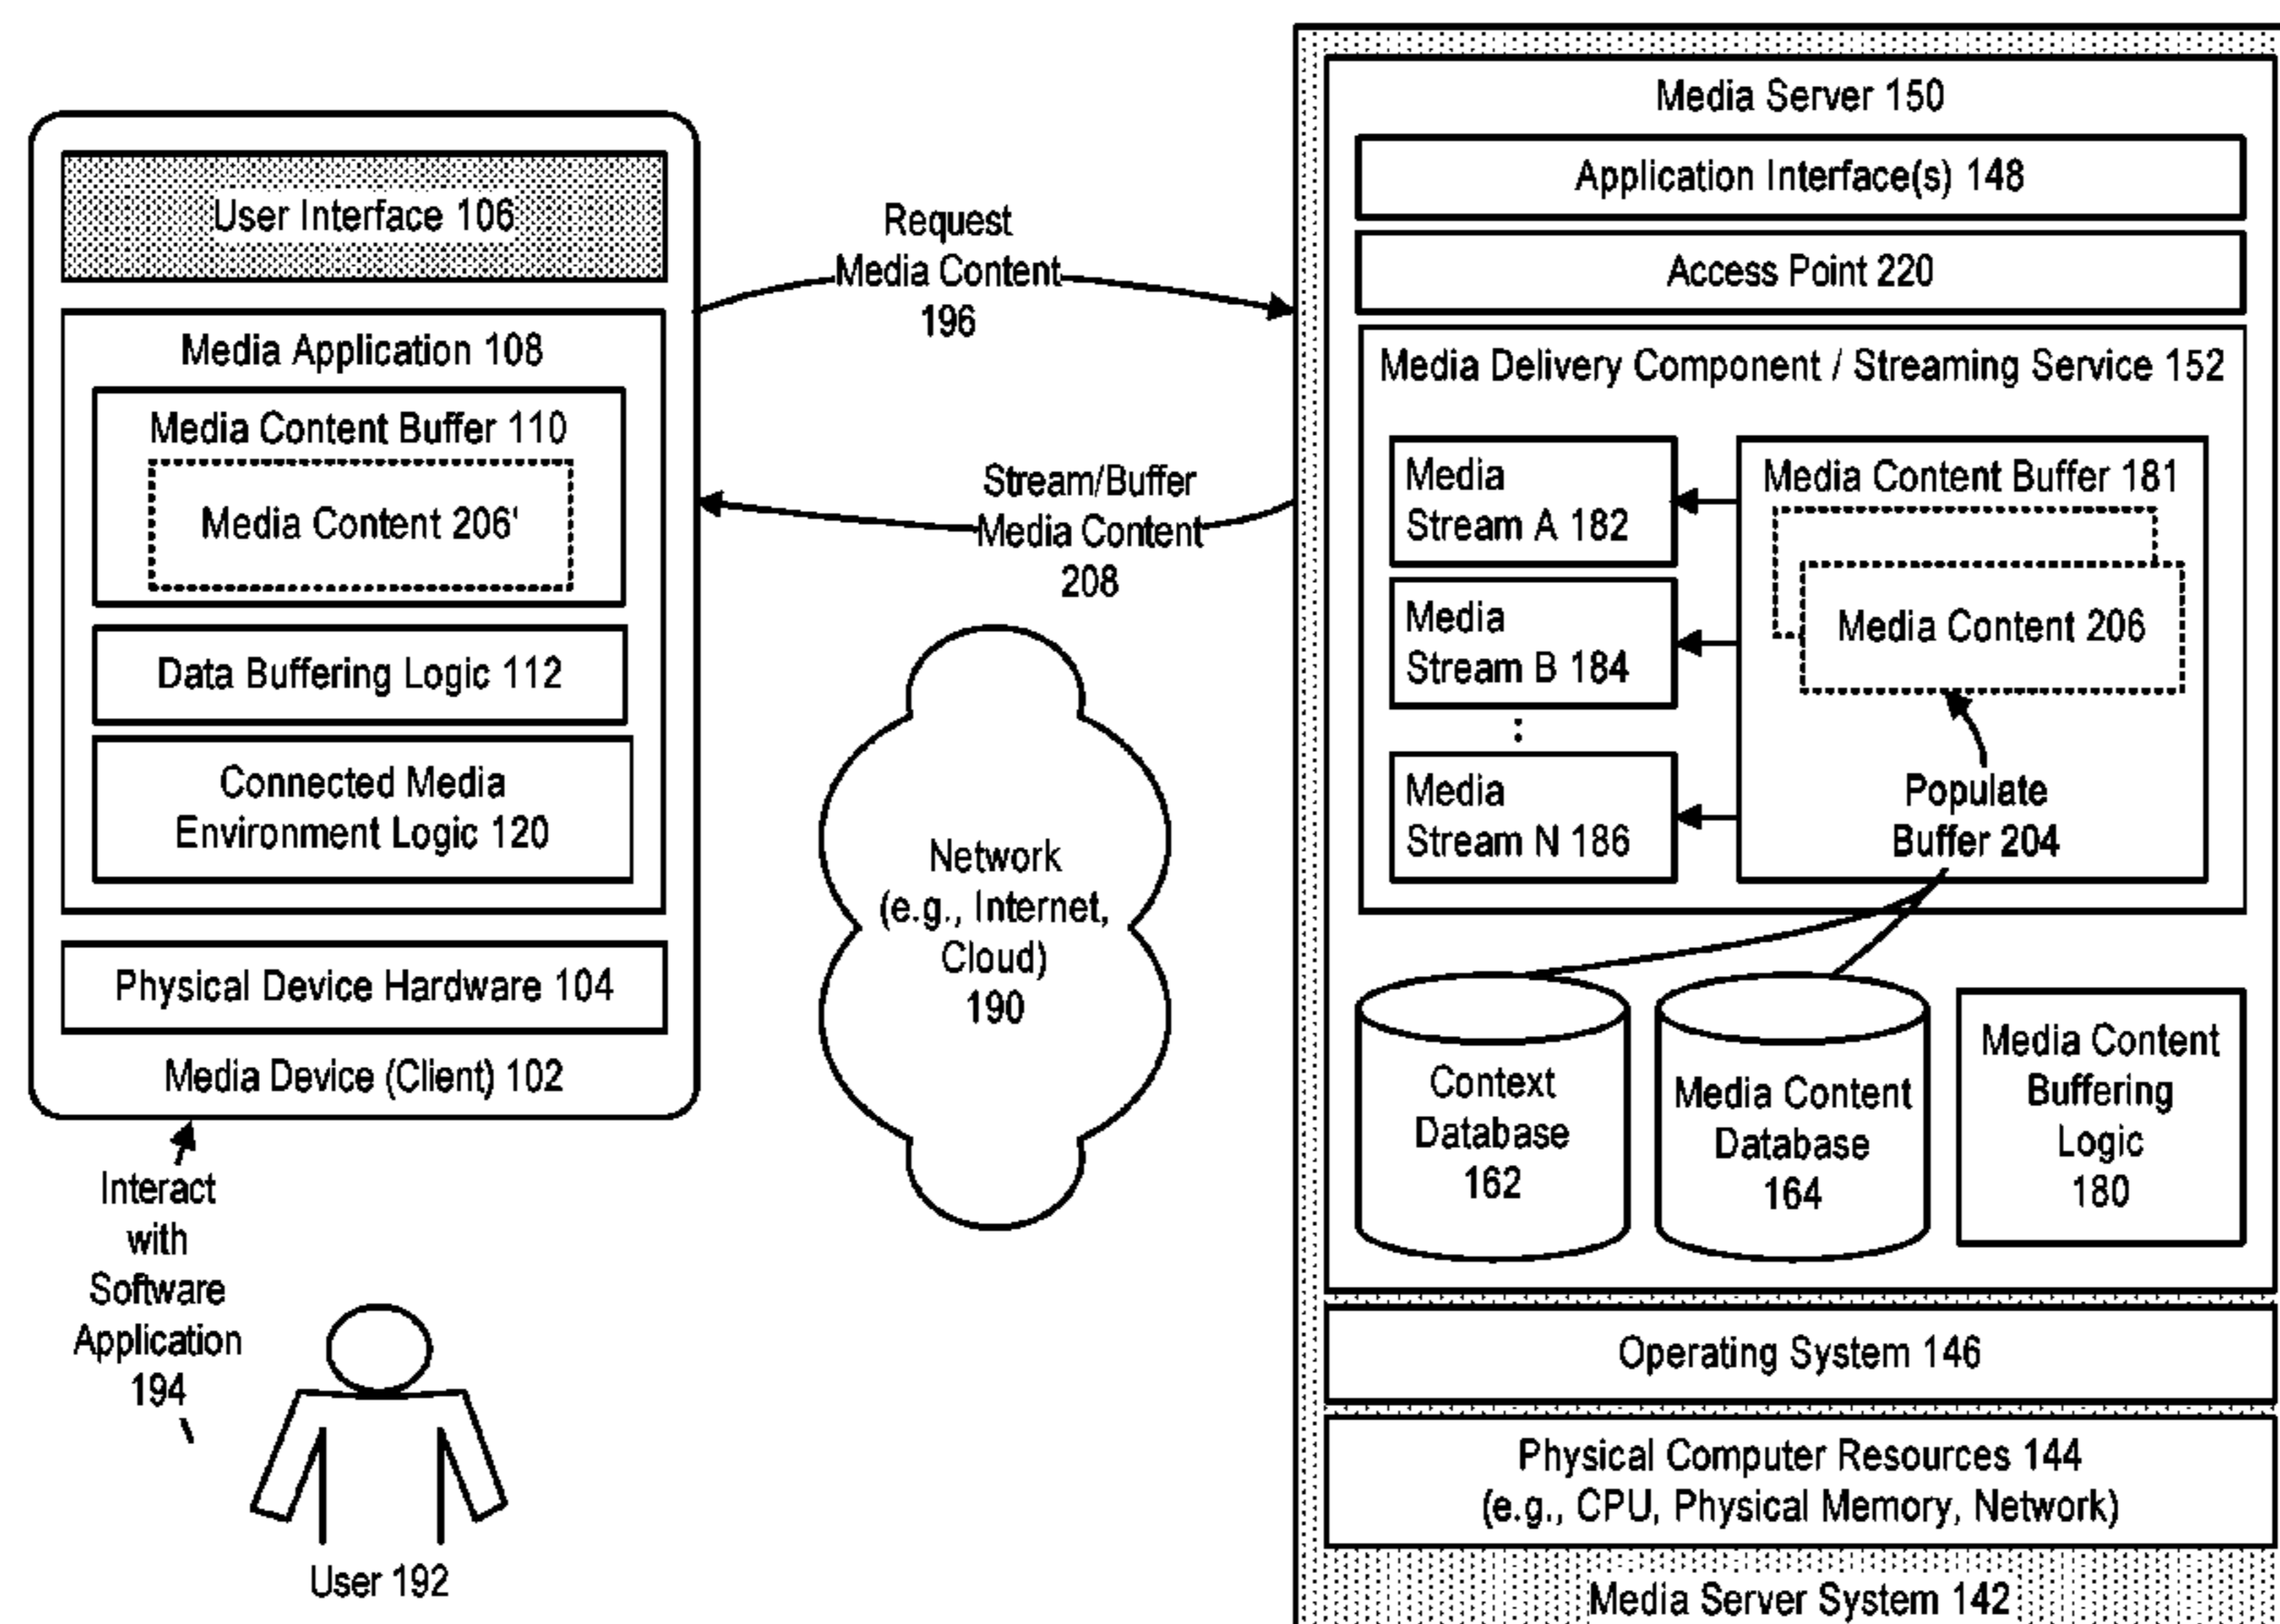 User Interface 106
Media Application 108
Media Content Buffer 110
Media Content 206'
Data Buffering Logic 112
Connected Media
Environment Logic 120
Physical Device Hardware 104
Media Device (Client) 102
Interact
with
Software
Application
194
User 192
Request
Media Content
196
Stream/Buffer
Media Content
208
Network
(e.g., Internet,
Cloud)
190
Media Server 150
Application Interface(s) 148
Access Point 220
Media Delivery Component / Streaming Service 152
Media
Stream A 182
Media
Stream B 184
:
Media
Stream N 186
Media Content Buffer 181
Media Content 206
Populate
Buffer 204
Context
Database
162
Media Content
Database
164
Media Content
Buffering
Logic
180
Operating System 146
Physical Computer Resources 144
(e.g., CPU, Physical Memory, Network)
Media Server System 142